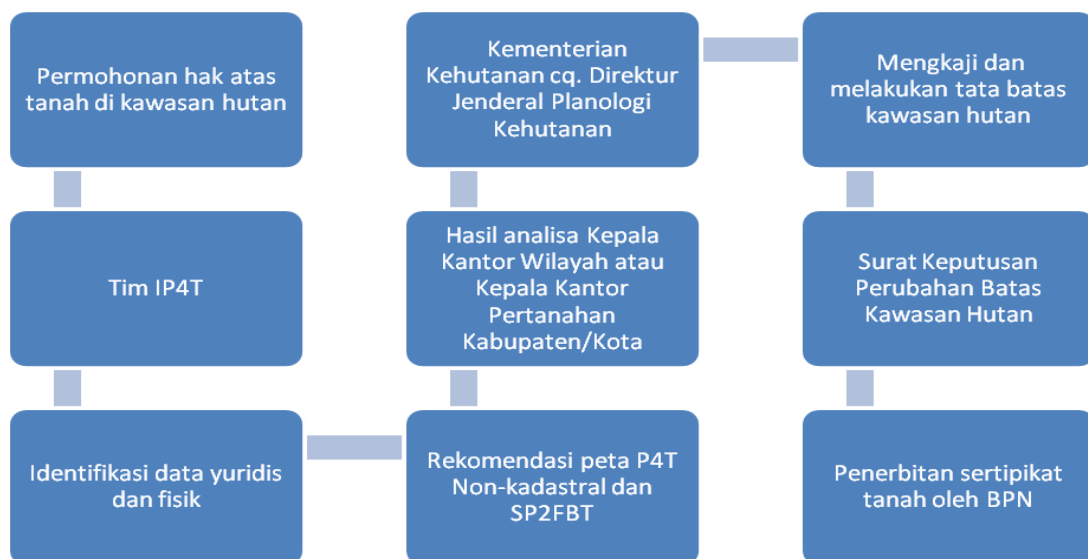 Permohonan hak atas
tanah di kawasan hutan
Tim IP4T
Identifikasi data yuridis
dan fisik
Rekomendasi peta P4T
Non-kadastral dan
SP2FBT
Hasil analisa Kepala
Kantor Wilayah atau
Kepala Kantor
Pertanahan
Kabupaten/Kota
Kementerian
Kehutanan cq. Direktur
Jenderal Planologi
Kehutanan
Mengkaji dan
melakukan tata batas
kawasan hutan
Surat Keputusan
Perubahan Batas
Kawasan Hutan
Penerbitan sertipikat
tanah oleh BPN